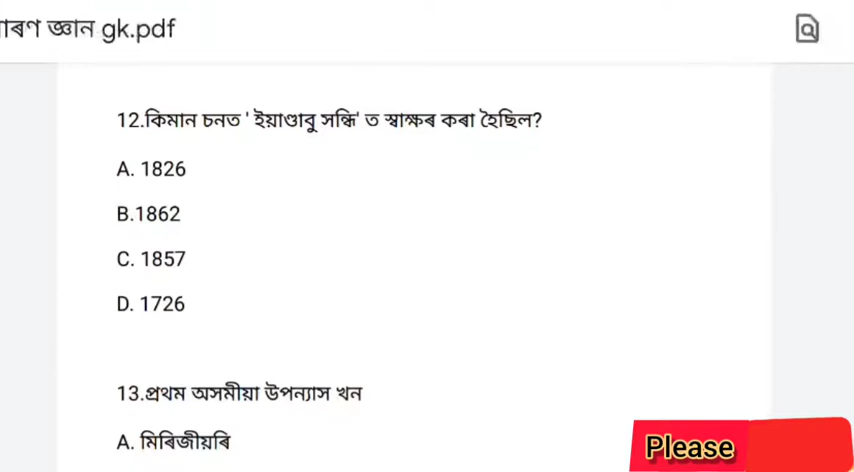 াৰণ জ্ঞান gk.pdf
12.কিমান চনত ' ইয়াণ্ডাবু সন্ধি' ত স্বাক্ষৰ কৰা হৈছিল?
A. 1826
B.1862
C. 1857
D. 1726
13.প্ৰথম অসমীয়া উপন্যাস খন
A. মিৰিজীয়ৰি
Please